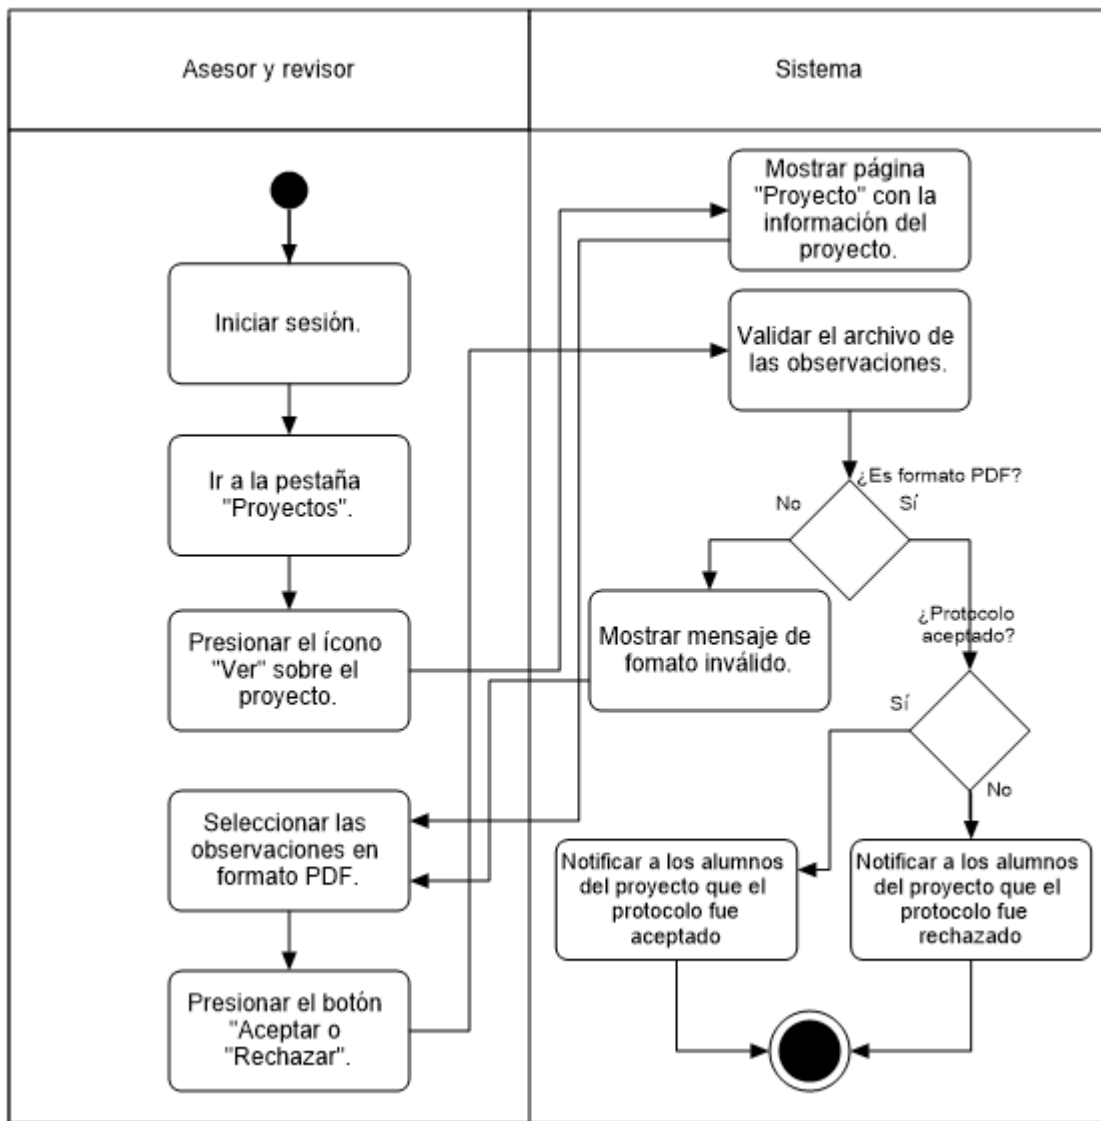 Asesor y revisor
Sistema
Iniciar sesión.
Ir a la pestaña
"Proyectos".
Presionar el ícono
"Ver" sobre el
proyecto.
Mostrar página
"Proyecto" con la
información del
proyecto.
Seleccionar las
observaciones en
formato PDF.
Presionar el botón
"Aceptar o
"Rechazar".
Validar el archivo de
las observaciones.
¿Es formato PDF?
No
Sí
Mostrar mensaje de
fomato inválido.
¿Protocolo
aceptado?
Sí
No
Notificar a los alumnos
del proyecto que el
protocolo fue
aceptado
Notificar a los alumnos
del proyecto que el
protocolo fue
rechazado